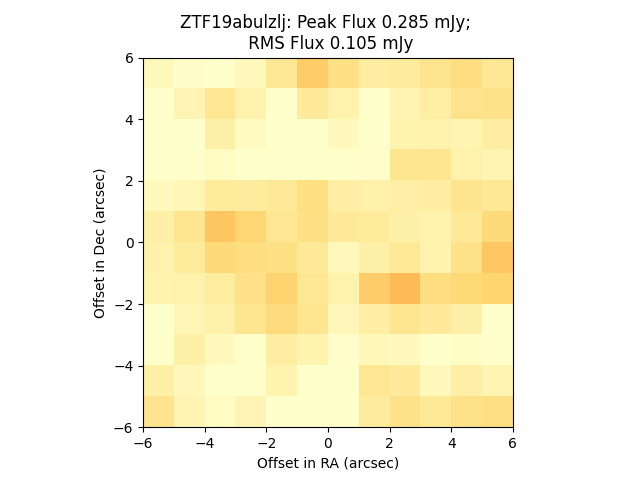 ZTF19abulzlj: Peak Flux 0.285 mJy;
RMS Flux 0.105 mJy
6
4
2
0
−2
−4
−6
Offset in Dec (arcsec)
−6 −4 −2 0 2 4 6
Offset in RA (arcsec)